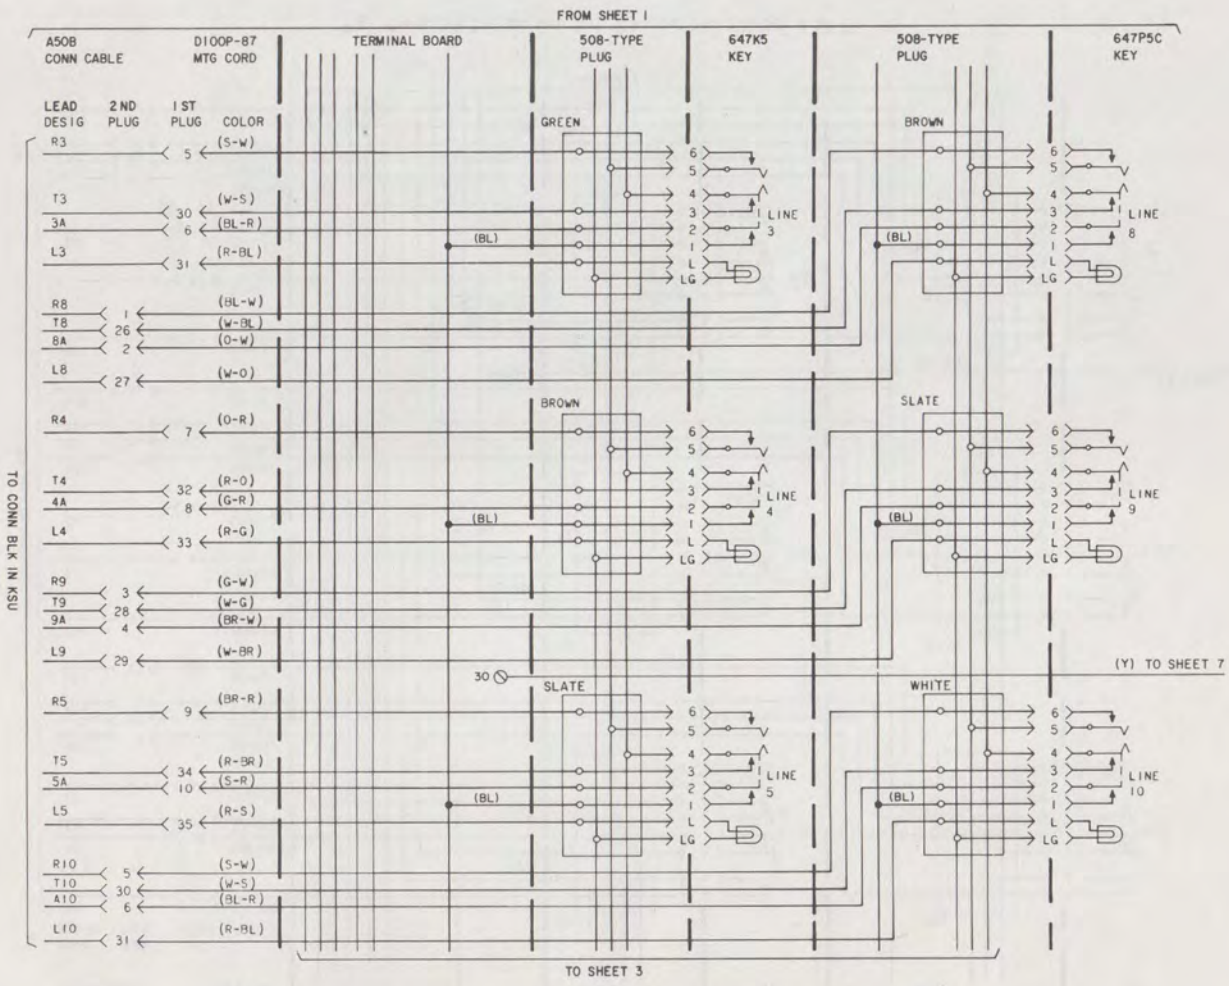 FROM SHEET 1
A50B CONN CABLE
D100P-87 MTG CORD
TERMINAL BOARD
508-TYPE PLUG
647K5 KEY
508-TYPE PLUG
647P5C KEY
LEAD DESIG
2ND PLUG
1ST PLUG
COLOR
GREEN
BROWN
R3 5 (S-W)
T3 30 (W-S)
3A 6 (BL-R)
L3 31 (R-BL)
(BL)
6
5
4
3
2
1
L
LG
LINE 3
(BL)
6
5
4
3
2
1
L
LG
LINE 8
R8 1 (BL-W)
T8 26 (W-BL)
8A 2 (O-W)
L8 27 (W-O)
BROWN
SLATE
R4 7 (O-R)
T4 32 (R-O)
4A 8 (G-R)
L4 33 (R-G)
(BL)
6
5
4
3
2
1
L
LG
LINE 4
(BL)
6
5
4
3
2
1
L
LG
LINE 9
TO CONN BLK IN KSU
R9 3 (G-W)
T9 28 (W-G)
9A 4 (BR-W)
L9 29 (W-BR)
30
(Y) TO SHEET 7
SLATE
WHITE
R5 9 (BR-R)
T5 34 (R-BR)
5A 10 (S-R)
L5 35 (R-S)
(BL)
6
5
4
3
2
1
L
LG
LINE 5
(BL)
6
5
4
3
2
1
L
LG
LINE 10
R10 5 (S-W)
T10 30 (W-S)
A10 6 (BL-R)
L10 31 (R-BL)
TO SHEET 3